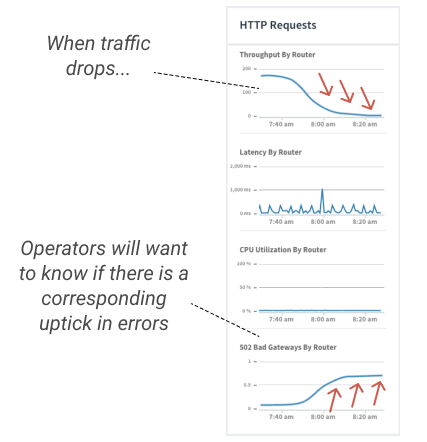 HTTP Requests
When traffic
drops...
Throughput By Router
200
100
0
7:40 am 8:00 am 8:20 am
Latency By Router
2,000 ms
1,000 ms
0 ms
7:40 am 8:00 am 8:20 am
Operators will want
to know if there is a
corresponding
uptick in errors
CPU Utilization By Router
100 %
50 %
0 %
7:40 am 8:00 am 8:20 am
502 Bad Gateways By Router
1
0.5
0
7:40 am 8:00 am 8:20 am